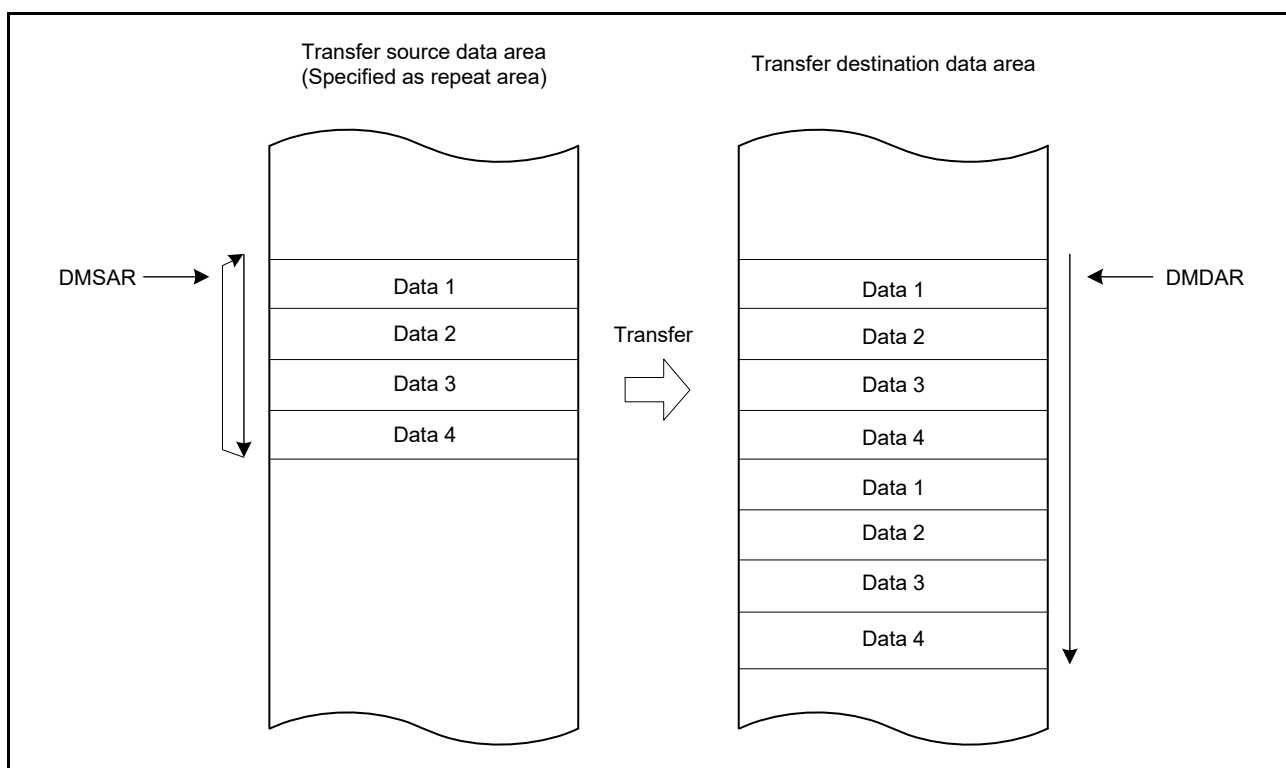 Transfer source data area
(Specified as repeat area)
Transfer destination data area
DMSAR
Data 1
Data 2
Data 3
Data 4
Transfer
Data 1
Data 2
Data 3
Data 4
Data 1
Data 2
Data 3
Data 4
DMDAR